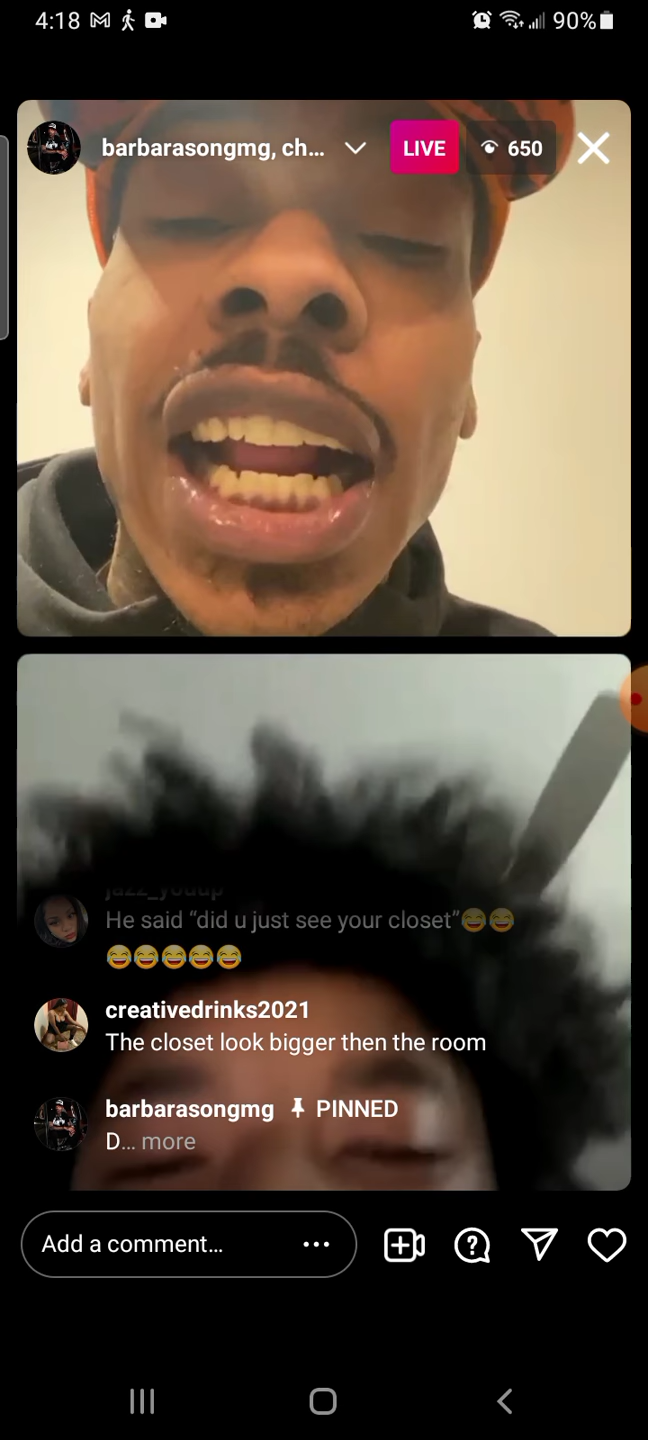 4:18 90%
barbarasongmg, ch... LIVE 650
jazz_youup
He said “did u just see your closet”😂😂
😂😂😂😂😂
creativedrinks2021
The closet look bigger then the room
barbarasongmg PINNED
D... more
Add a comment...